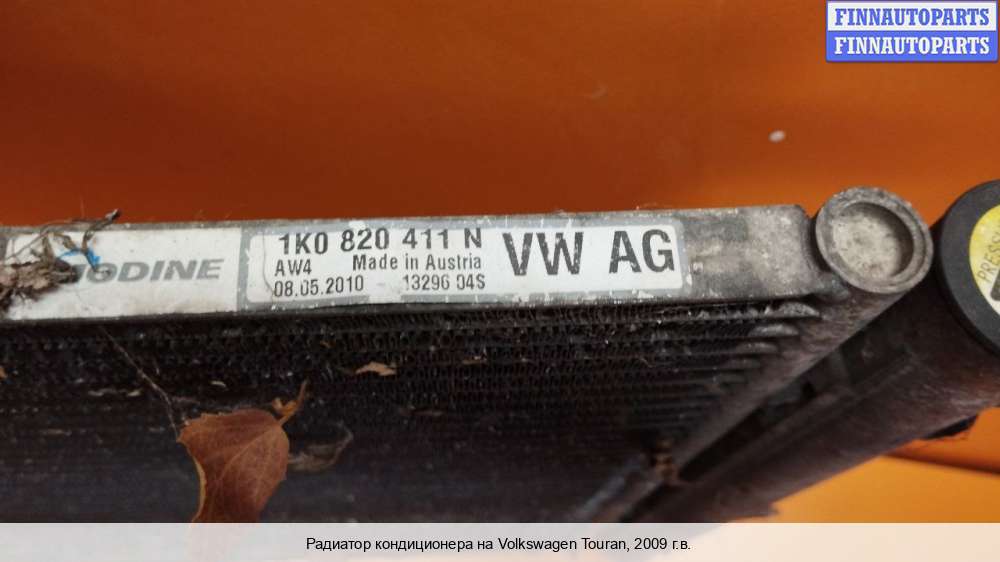 FINNAUTOPARTS
FINNAUTOPARTS
1K0 820 411 N
VW AG
AW4 Made in Austria
08.05.2010 13296 04S
Радиатор кондиционера на Volkswagen Touran, 2009 г.в.